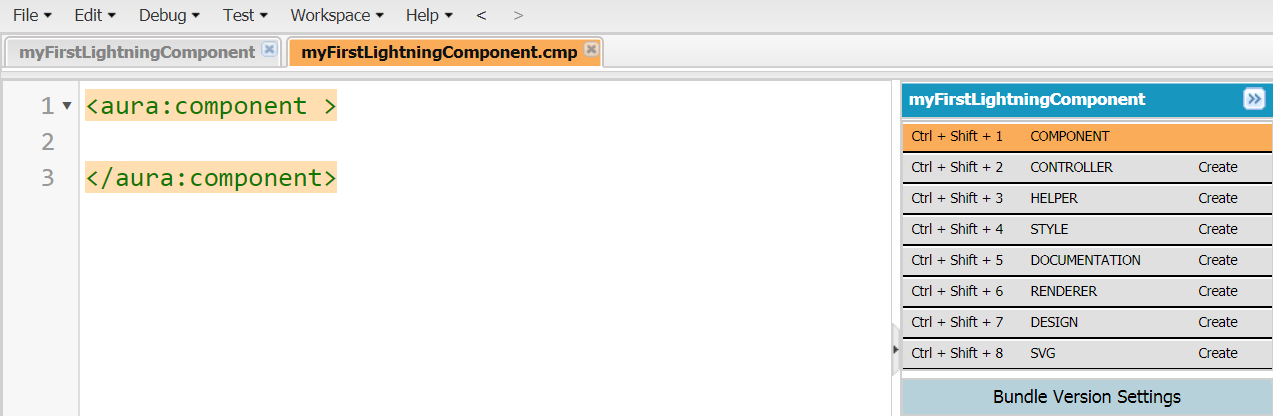 File Edit Debug Test Workspace Help < >
myFirstLightningComponent myFirstLightningComponent.cmp
1 <aura:component >
2
3 </aura:component>
myFirstLightningComponent
Ctrl + Shift + 1 COMPONENT
Ctrl + Shift + 2 CONTROLLER Create
Ctrl + Shift + 3 HELPER Create
Ctrl + Shift + 4 STYLE Create
Ctrl + Shift + 5 DOCUMENTATION Create
Ctrl + Shift + 6 RENDERER Create
Ctrl + Shift + 7 DESIGN Create
Ctrl + Shift + 8 SVG Create
Bundle Version Settings